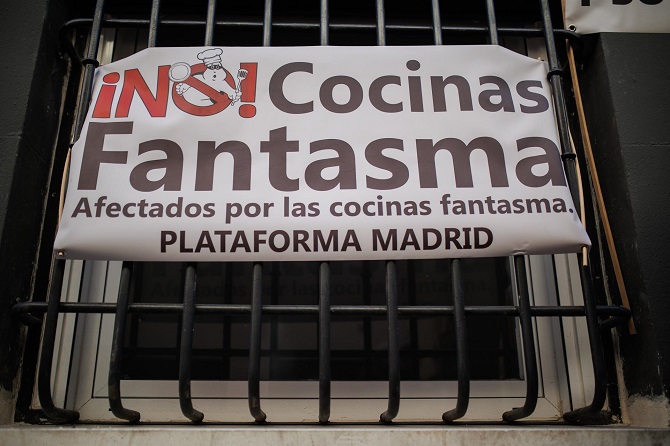 ¡NO! Cocinas
Fantasma
Afectados por las cocinas fantasma.
PLATAFORMA MADRID